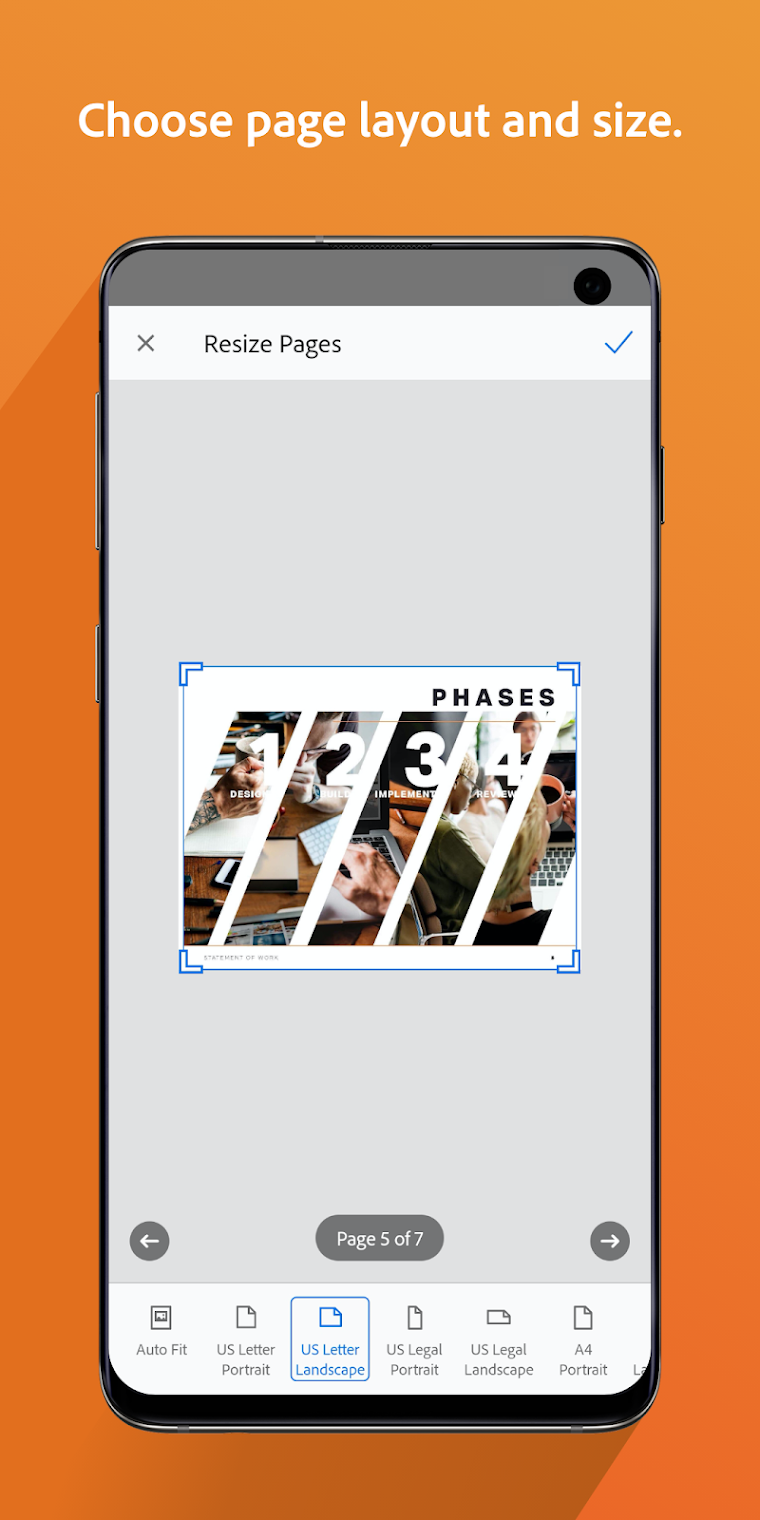 Choose page layout and size.
Resize Pages
PHASES
1 2 3 4
DESIGN BUILD IMPLEMENT REVIEW
STATEMENT OF WORK
Page 5 of 7
Auto Fit
US Letter
Portrait
US Letter
Landscape
US Legal
Portrait
US Legal
Landscape
A4
Portrait